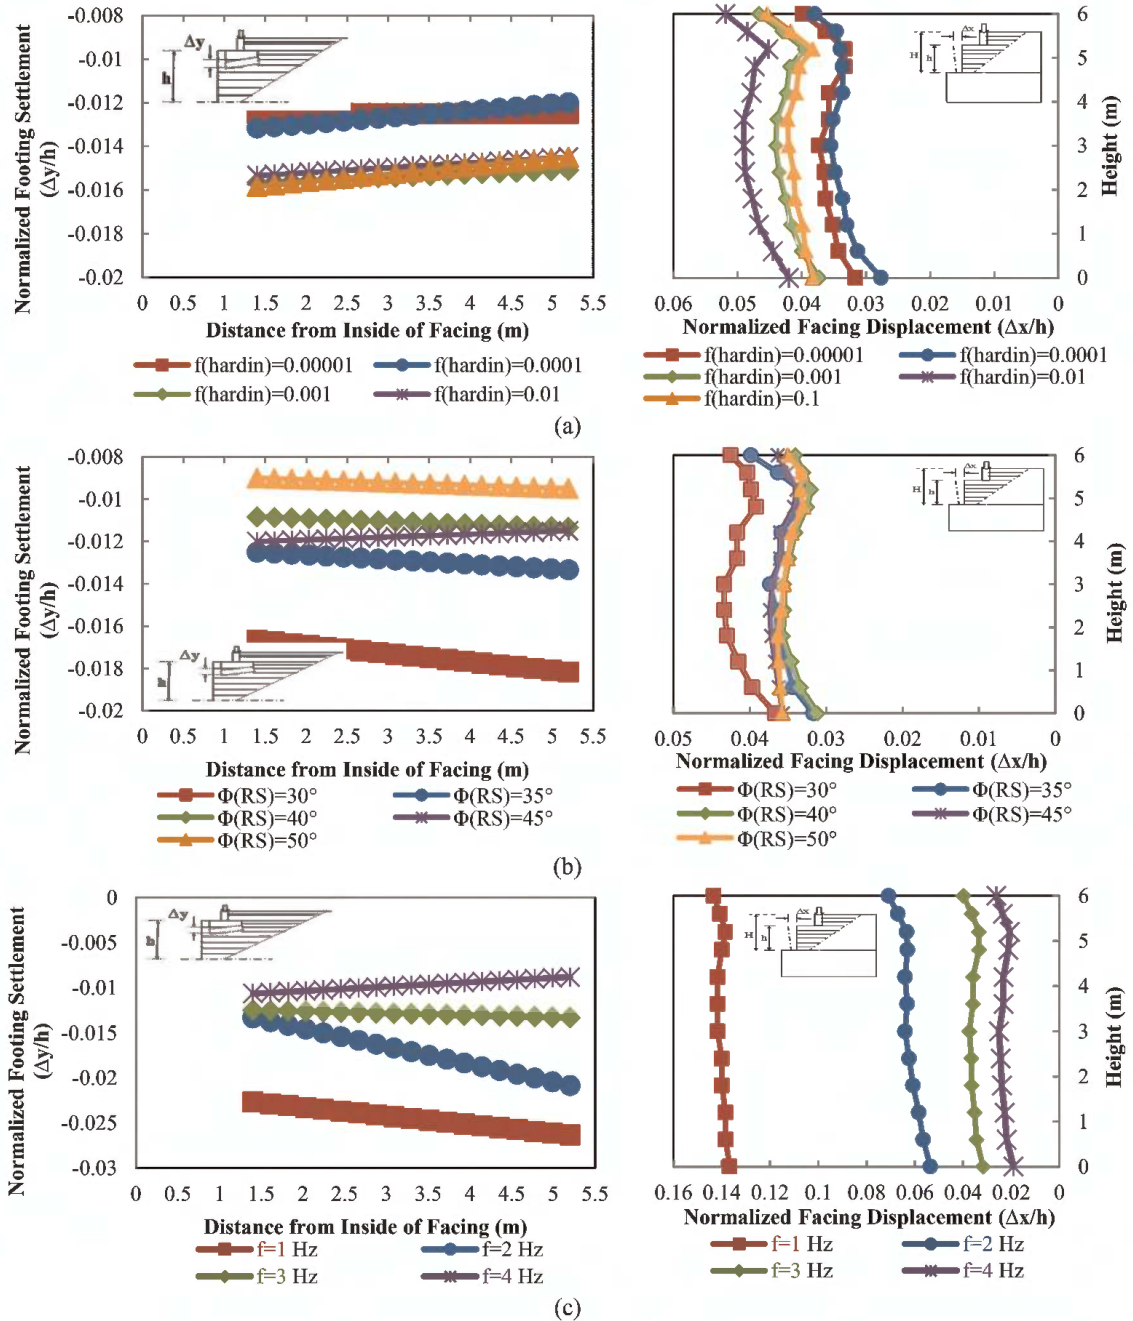 -0.008
-0.01
-0.012
-0.014
-0.016
-0.018
-0.02
0 0.5 1 1.5 2 2.5 3 3.5 4 4.5 5 5.5
Normalized Footing Settlement
(Δy/h)
Δy
h
Distance from Inside of Facing (m)
f(hardin)=0.00001 f(hardin)=0.0001
f(hardin)=0.001 f(hardin)=0.01
6
5
4
3
2
1
0
Height (m)
H
h
Δx
0.06 0.05 0.04 0.03 0.02 0.01 0
Normalized Facing Displacement (Δx/h)
f(hardin)=0.00001 f(hardin)=0.0001
f(hardin)=0.001 f(hardin)=0.01
f(hardin)=0.1
(a)
-0.008
-0.01
-0.012
-0.014
-0.016
-0.018
-0.02
0 0.5 1 1.5 2 2.5 3 3.5 4 4.5 5 5.5
Normalized Footing Settlement
(Δy/h)
Δy
h
Distance from Inside of Facing (m)
Φ(RS)=30° Φ(RS)=35°
Φ(RS)=40° Φ(RS)=45°
Φ(RS)=50°
6
5
4
3
2
1
0
Height (m)
H
h
Δx
0.05 0.04 0.03 0.02 0.01 0
Normalized Facing Displacement (Δx/h)
Φ(RS)=30° Φ(RS)=35°
Φ(RS)=40° Φ(RS)=45°
Φ(RS)=50°
(b)
0
-0.005
-0.01
-0.015
-0.02
-0.025
-0.03
0 0.5 1 1.5 2 2.5 3 3.5 4 4.5 5 5.5
Normalized Footing Settlement
(Δy/h)
Δy
h
Distance from Inside of Facing (m)
f=1 Hz f=2 Hz
f=3 Hz f=4 Hz
6
5
4
3
2
1
0
Height (m)
H
h
Δx
0.16 0.14 0.12 0.1 0.08 0.06 0.04 0.02 0
Normalized Facing Displacement (Δx/h)
f=1 Hz f=2 Hz
f=3 Hz f=4 Hz
(c)